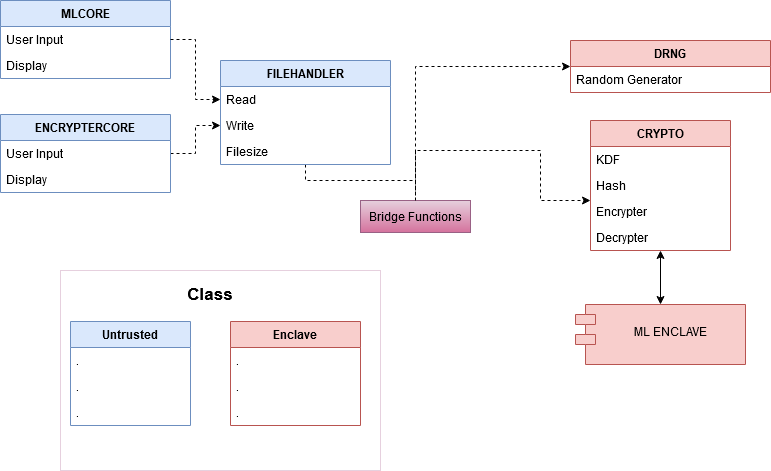 MLCORE
User Input
Display
ENCRYPTERCORE
User Input
Display
FILEHANDLER
Read
Write
Filesize
Bridge Functions
DRNG
Random Generator
CRYPTO
KDF
Hash
Encrypter
Decrypter
ML ENCLAVE
Class
Untrusted
.
.
.
Enclave
.
.
.